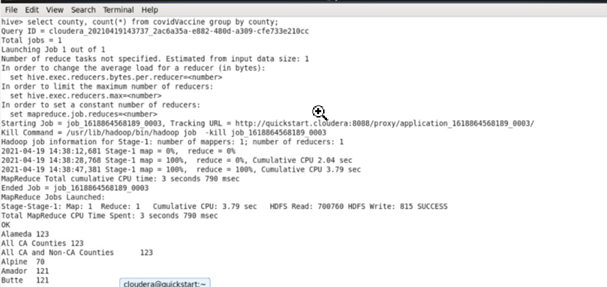 File Edit View Search Terminal Help
hive> select county, count(*) from covidVaccine group by county;
Query ID = cloudera_20210419143737_2ac6a35a-e882-480d-a309-cfe733e210cc
Total jobs = 1
Launching Job 1 out of 1
Number of reduce tasks not specified. Estimated from input data size: 1
In order to change the average load for a reducer (in bytes):
  set hive.exec.reducers.bytes.per.reducer=<number>
In order to limit the maximum number of reducers:
  set hive.exec.reducers.max=<number>
In order to set a constant number of reducers:
  set mapreduce.job.reduces=<number>
Starting Job = job_1618864568189_0003, Tracking URL = http://quickstart.cloudera:8088/proxy/application_1618864568189_0003/
Kill Command = /usr/lib/hadoop/bin/hadoop job  -kill job_1618864568189_0003
Hadoop job information for Stage-1: number of mappers: 1; number of reducers: 1
2021-04-19 14:38:12,681 Stage-1 map = 0%,  reduce = 0%
2021-04-19 14:38:28,768 Stage-1 map = 100%,  reduce = 0%, Cumulative CPU 2.04 sec
2021-04-19 14:38:47,381 Stage-1 map = 100%,  reduce = 100%, Cumulative CPU 3.79 sec
MapReduce Total cumulative CPU time: 3 seconds 790 msec
Ended Job = job_1618864568189_0003
MapReduce Jobs Launched:
Stage-Stage-1: Map: 1  Reduce: 1   Cumulative CPU: 3.79 sec   HDFS Read: 700760 HDFS Write: 815 SUCCESS
Total MapReduce CPU Time Spent: 3 seconds 790 msec
OK
Alameda 123
All CA Counties 123
All CA and Non-CA Counties      123
Alpine  70
Amador  121
Butte   121
cloudera@quickstart:~